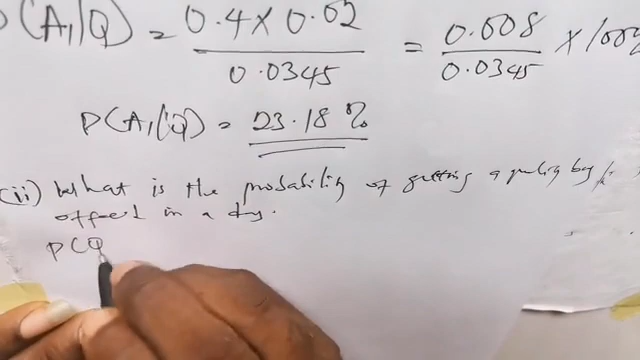 P(A₁/Q) = 0.4 x 0.02 / 0.0345 = 0.008 / 0.0345 x 100%
P(A₁/Q) = 23.18 %
(ii) What is the probability of getting a quality bag
in a day.
P(Q